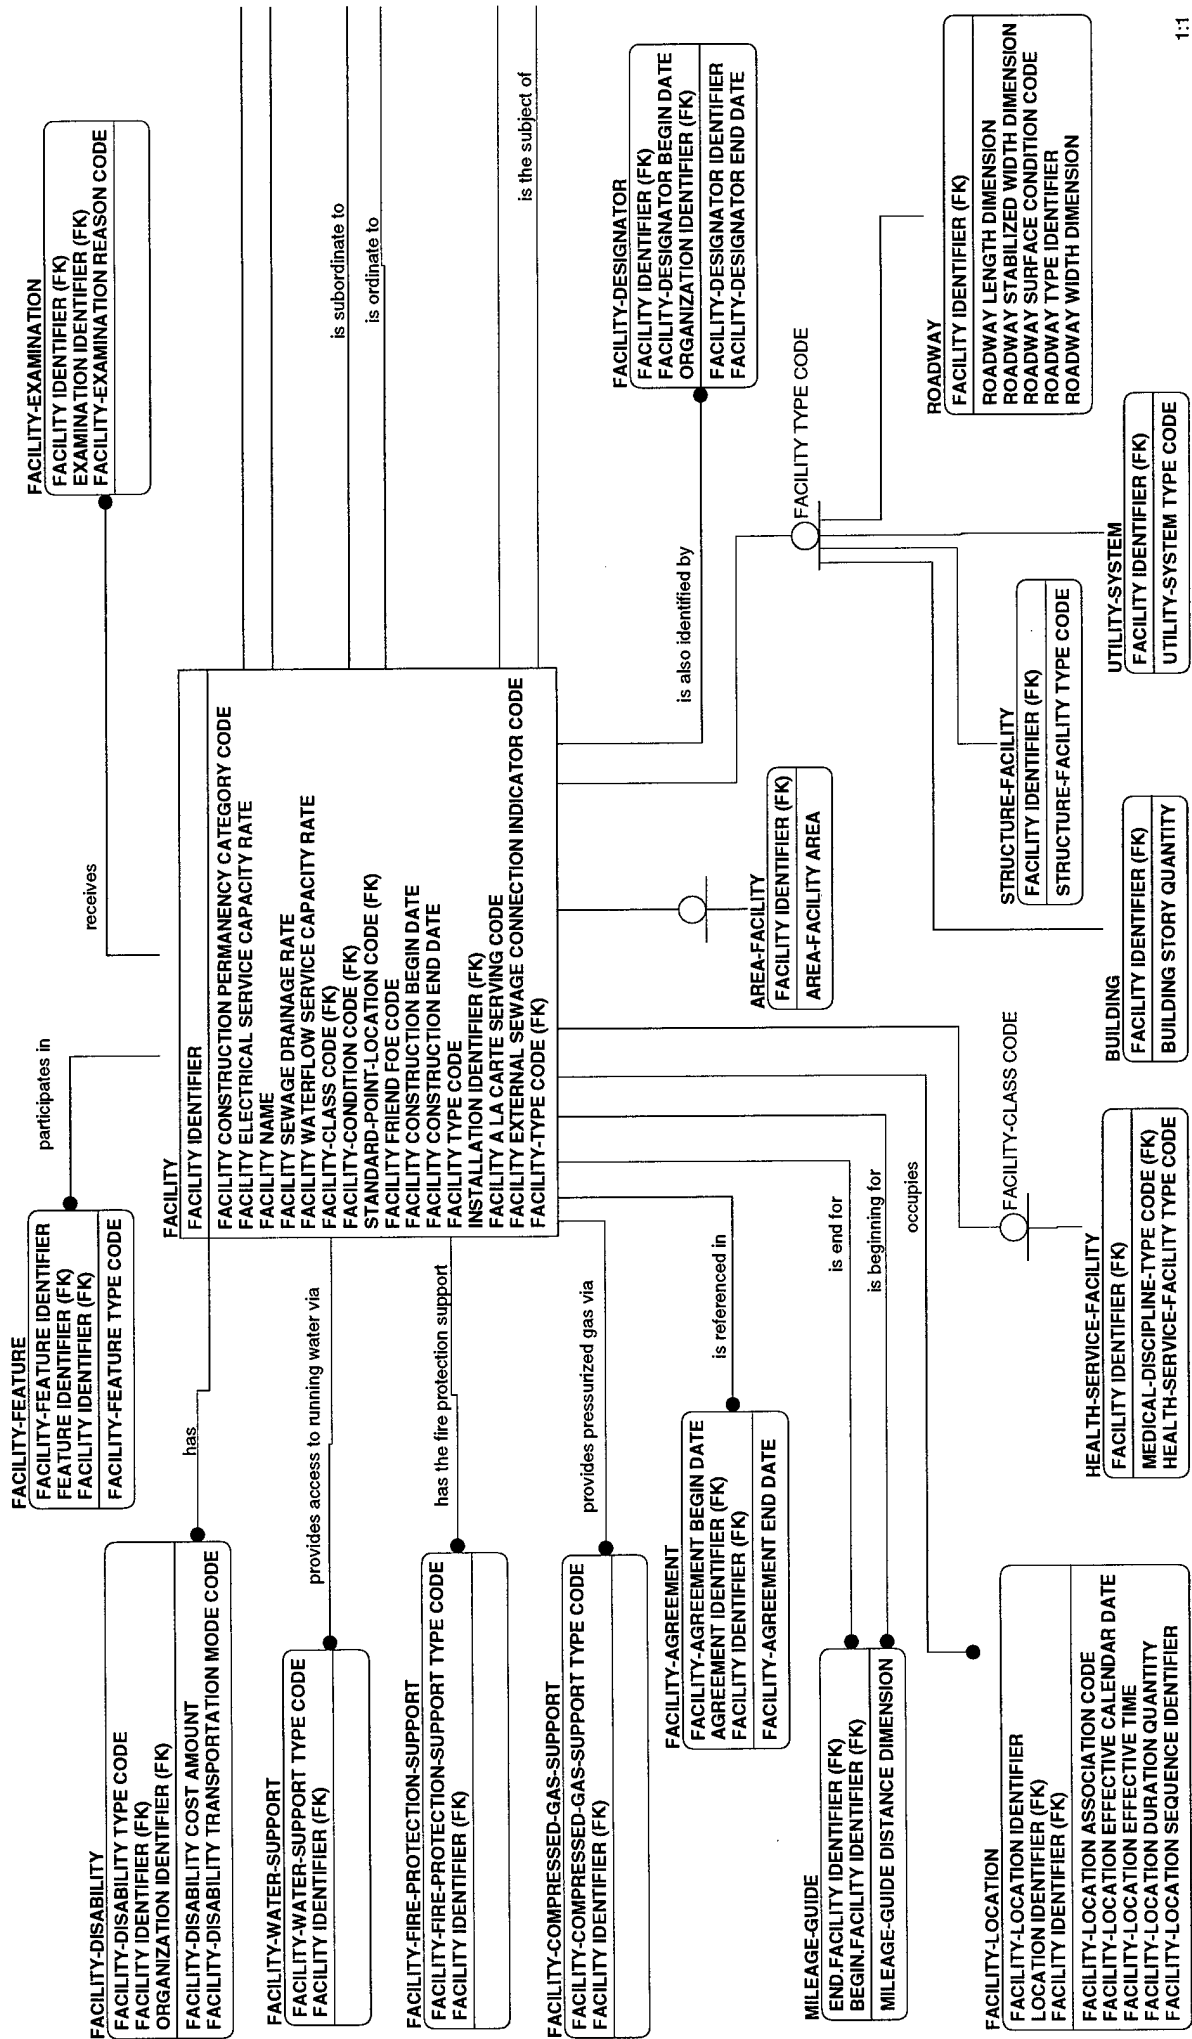 FACILITY-FEATURE
FACILITY-FEATURE IDENTIFIER
FEATURE IDENTIFIER (FK)
FACILITY IDENTIFIER (FK)
FACILITY-FEATURE TYPE CODE
participates in
receives
FACILITY-EXAMINATION
FACILITY IDENTIFIER (FK)
EXAMINATION IDENTIFIER (FK)
FACILITY-EXAMINATION REASON CODE
FACILITY-DISABILITY
FACILITY-DISABILITY TYPE CODE
FACILITY IDENTIFIER (FK)
ORGANIZATION IDENTIFIER (FK)
FACILITY-DISABILITY COST AMOUNT
FACILITY-DISABILITY TRANSPORTATION MODE CODE
has
FACILITY
FACILITY IDENTIFIER
FACILITY CONSTRUCTION PERMANENCY CATEGORY CODE
FACILITY ELECTRICAL SERVICE CAPACITY RATE
FACILITY NAME
FACILITY SEWAGE DRAINAGE RATE
FACILITY WATERFLOW SERVICE CAPACITY RATE
FACILITY-CLASS CODE (FK)
FACILITY-CONDITION CODE (FK)
STANDARD-POINT-LOCATION CODE (FK)
FACILITY FRIEND FOE CODE
FACILITY CONSTRUCTION BEGIN DATE
FACILITY CONSTRUCTION END DATE
FACILITY TYPE CODE
INSTALLATION IDENTIFIER (FK)
FACILITY A LA CARTE SERVING CODE
FACILITY EXTERNAL SEWAGE CONNECTION INDICATOR CODE
FACILITY-TYPE CODE (FK)
is subordinate to
is ordinate to
is the subject of
FACILITY-WATER-SUPPORT
FACILITY-WATER-SUPPORT TYPE CODE
FACILITY IDENTIFIER (FK)
provides access to running water via
FACILITY-FIRE-PROTECTION-SUPPORT
FACILITY-FIRE-PROTECTION-SUPPORT TYPE CODE
FACILITY IDENTIFIER (FK)
has the fire protection support
FACILITY-COMPRESSED-GAS-SUPPORT
FACILITY-COMPRESSED-GAS-SUPPORT TYPE CODE
FACILITY IDENTIFIER (FK)
provides pressurized gas via
FACILITY-AGREEMENT
FACILITY-AGREEMENT BEGIN DATE
AGREEMENT IDENTIFIER (FK)
FACILITY IDENTIFIER (FK)
FACILITY-AGREEMENT END DATE
is referenced in
is also identified by
FACILITY-DESIGNATOR
FACILITY IDENTIFIER (FK)
FACILITY-DESIGNATOR BEGIN DATE
ORGANIZATION IDENTIFIER (FK)
FACILITY-DESIGNATOR IDENTIFIER
FACILITY-DESIGNATOR END DATE
MILEAGE-GUIDE
END.FACILITY IDENTIFIER (FK)
BEGIN.FACILITY IDENTIFIER (FK)
MILEAGE-GUIDE DISTANCE DIMENSION
is end for
is beginning for
occupies
AREA-FACILITY
FACILITY IDENTIFIER (FK)
AREA-FACILITY AREA
FACILITY TYPE CODE
FACILITY-LOCATION
FACILITY-LOCATION IDENTIFIER
LOCATION IDENTIFIER (FK)
FACILITY IDENTIFIER (FK)
FACILITY-LOCATION ASSOCIATION CODE
FACILITY-LOCATION EFFECTIVE CALENDAR DATE
FACILITY-LOCATION EFFECTIVE TIME
FACILITY-LOCATION DURATION QUANTITY
FACILITY-LOCATION SEQUENCE IDENTIFIER
FACILITY-CLASS CODE
HEALTH-SERVICE-FACILITY
FACILITY IDENTIFIER (FK)
MEDICAL-DISCIPLINE-TYPE CODE (FK)
HEALTH-SERVICE-FACILITY TYPE CODE
BUILDING
FACILITY IDENTIFIER (FK)
BUILDING STORY QUANTITY
STRUCTURE-FACILITY
FACILITY IDENTIFIER (FK)
STRUCTURE-FACILITY TYPE CODE
UTILITY-SYSTEM
FACILITY IDENTIFIER (FK)
UTILITY-SYSTEM TYPE CODE
ROADWAY
FACILITY IDENTIFIER (FK)
ROADWAY LENGTH DIMENSION
ROADWAY STABILIZED WIDTH DIMENSION
ROADWAY SURFACE CONDITION CODE
ROADWAY TYPE IDENTIFIER
ROADWAY WIDTH DIMENSION
1:1